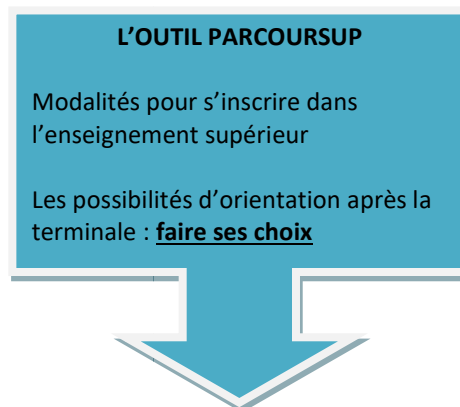 L’OUTIL PARCOURSUP
Modalités pour s’inscrire dans
l’enseignement supérieur
Les possibilités d’orientation après la
terminale : faire ses choix